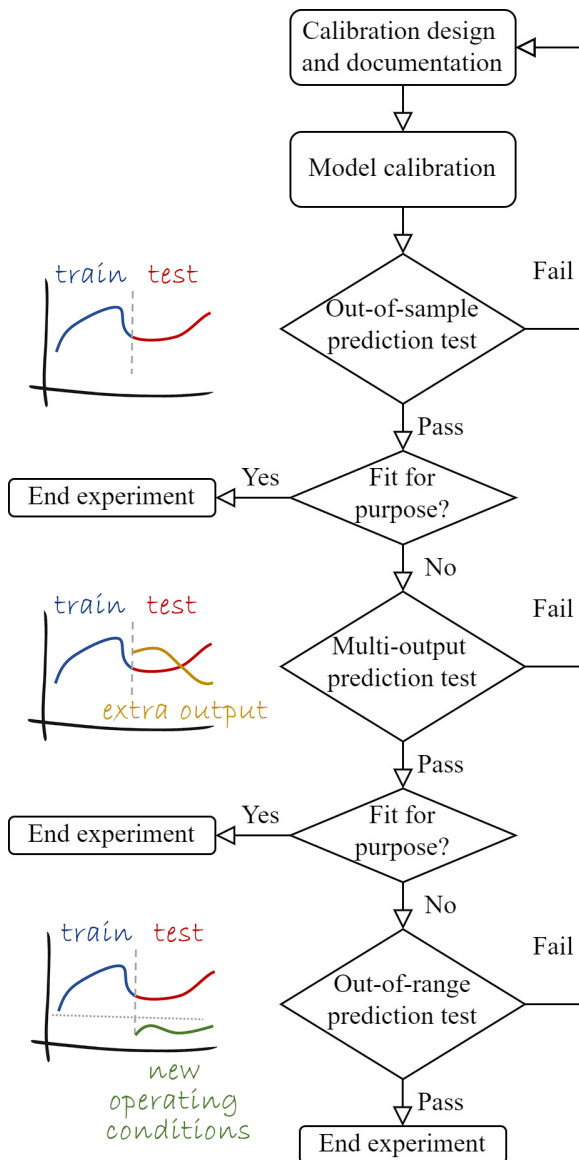 Calibration design
and documentation
Model calibration
train test
Fail
Out-of-sample
prediction test
Pass
Yes
End experiment
Fit for
purpose?
No
train test
Fail
Multi-output
prediction test
extra output
Pass
Yes
End experiment
Fit for
purpose?
No
train test
Fail
Out-of-range
prediction test
new
operating
conditions
Pass
End experiment